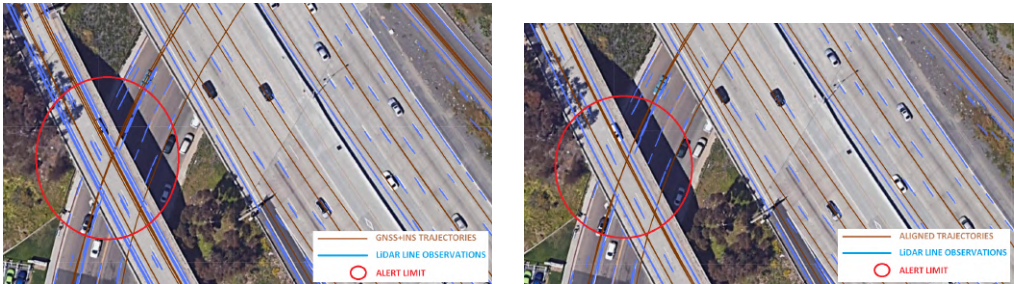 GNSS+INS TRAJECTORIES
LiDAR LINE OBSERVATIONS
ALERT LIMIT
ALIGNED TRAJECTORIES
LiDAR LINE OBSERVATIONS
ALERT LIMIT